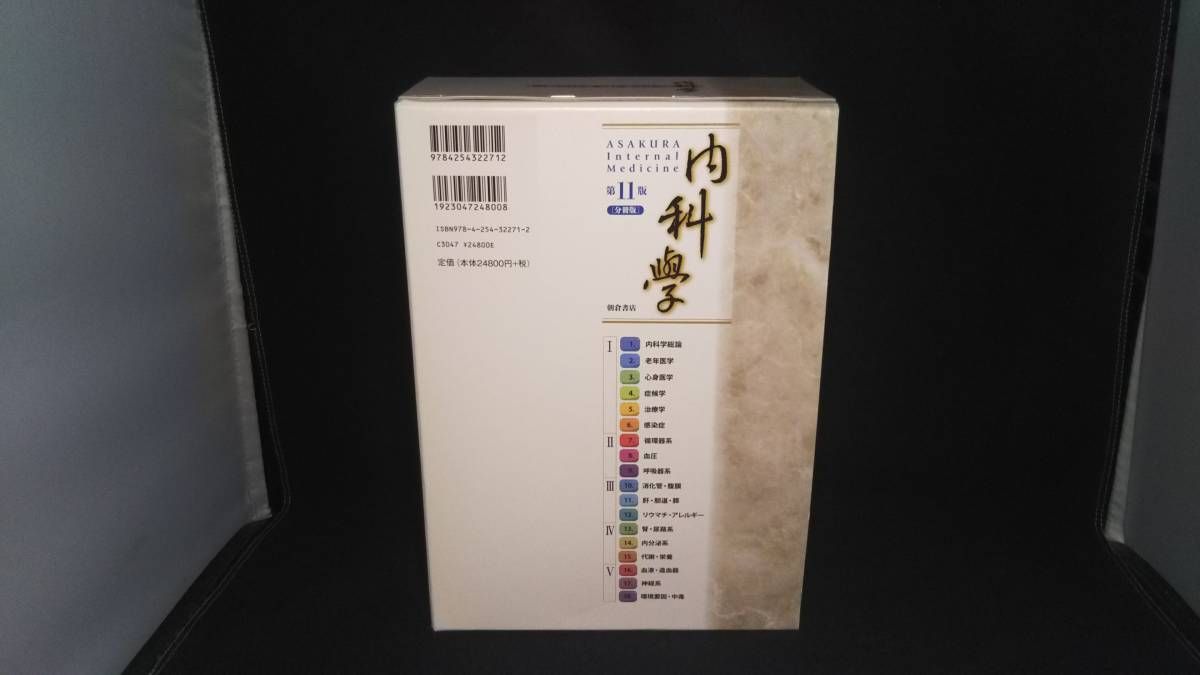 9784254322712
1923047248008
ISBN978-4-254-32271-2
C3047 ¥24800E
定価（本体24800円+税）
ASAKURA
Internal
Medicine
第11版
［分冊版］
内科學
朝倉書店
I
1. 内科学総論
2. 老年医学
3. 心身医学
4. 症候学
5. 治療学
6. 感染症
II
7. 循環器系
8. 血圧
9. 呼吸器系
III
10. 消化管・腹膜
11. 肝・胆道・膵
12. リウマチ・アレルギー
IV
13. 腎・尿路系
14. 内分泌系
15. 代謝・栄養
V
16. 血液・造血器
17. 神経系
18. 環境要因・中毒